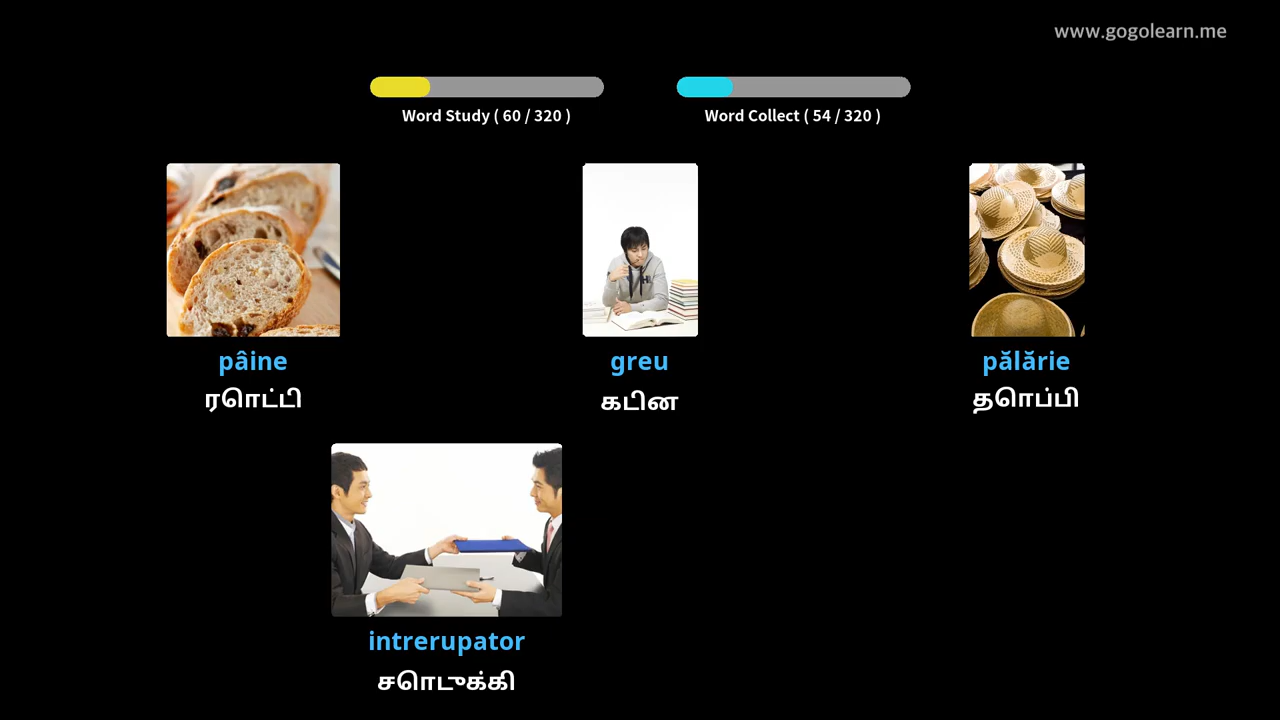 www.gogolearn.me
Word Study ( 60 / 320 )
Word Collect ( 54 / 320 )
pâine
greu
pălărie
ரொட்டி
கடின
தொப்பி
intrerupator
சொடுக்கி